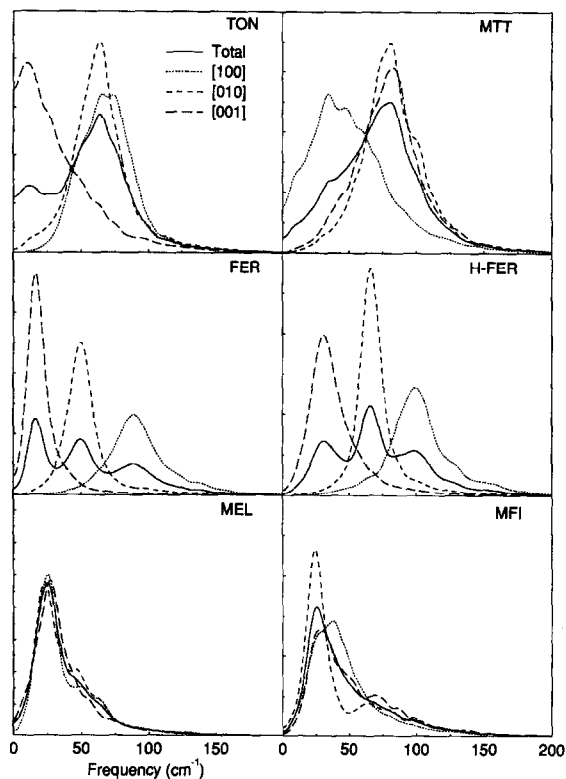 TON
Total
[100]
[010]
[001]
MTT
FER
H-FER
MEL
MFI
0 50 100 150 0 50 100 150 200
Frequency (cm⁻¹)